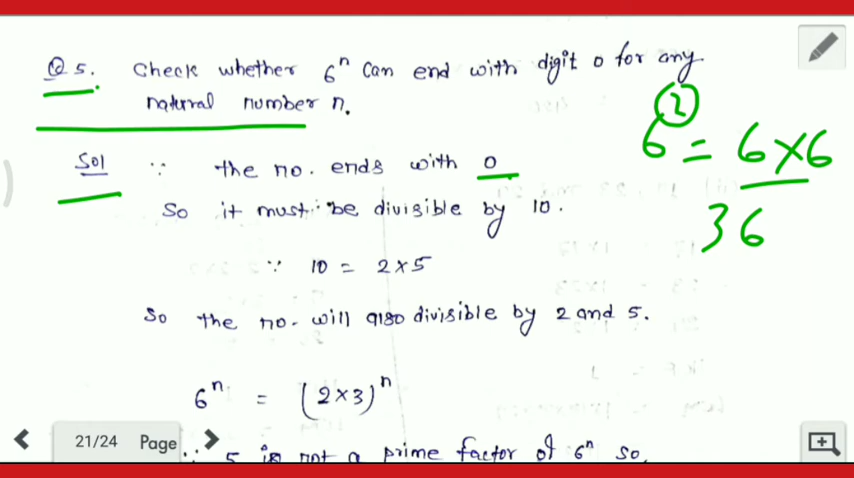 Q 5. Check whether 6ⁿ can end with digit 0 for any
natural number n.
6² = 6×6
36
Sol ∵ the no. ends with 0
So it must be divisible by 10.
∵ 10 = 2×5
So the no. will also divisible by 2 and 5.
6ⁿ = (2×3)ⁿ
∴ 5 is not a prime factor of 6ⁿ so,
21/24 Page